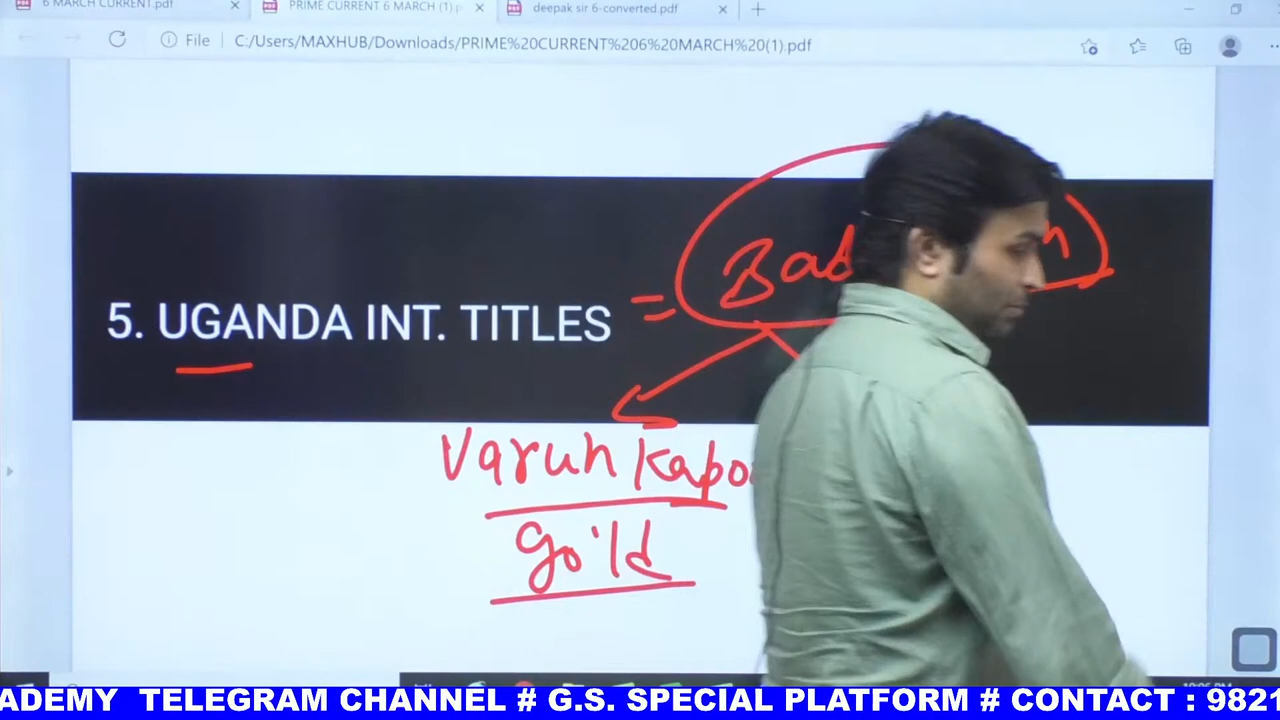 6 MARCH CURRENT.pdf
PRIME CURRENT 6 MARCH (1).p
deepak sir 6-converted.pdf
File C:/Users/MAXHUB/Downloads/PRIME%20CURRENT%206%20MARCH%20(1).pdf
5. UGANDA INT. TITLES =
Varun Kapo
gold
ADEMY TELEGRAM CHANNEL # G.S. SPECIAL PLATFORM # CONTACT : 9821